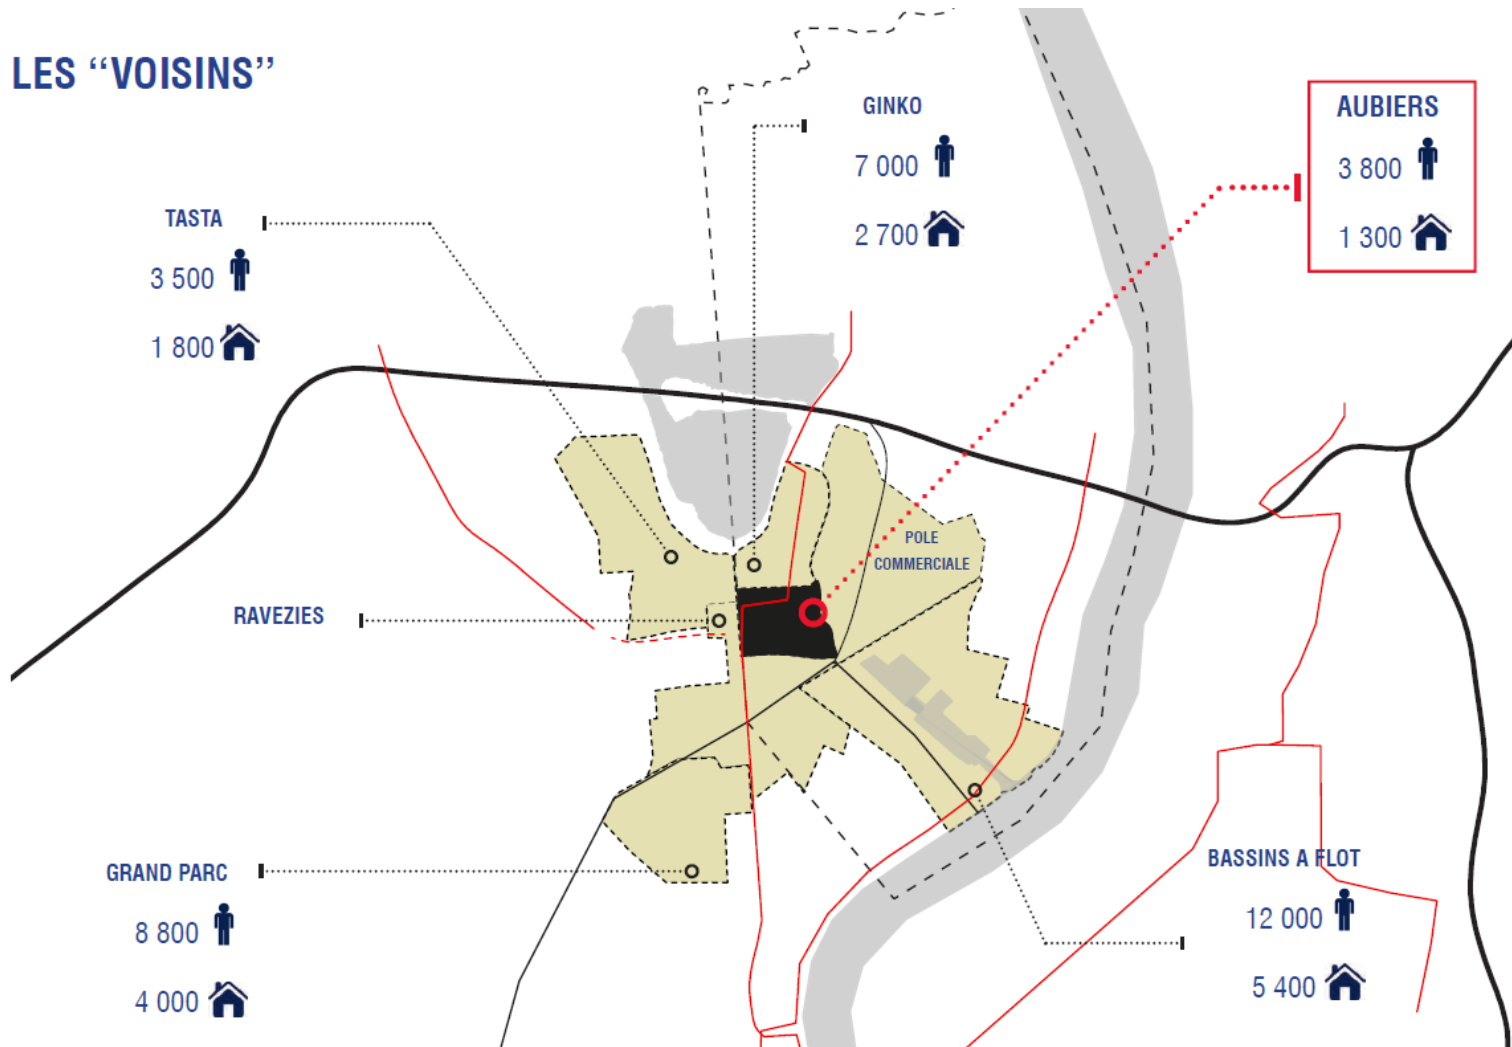 LES “VOISINS”
GINKO
7 000
2 700
AUBIERS
3 800
1 300
TASTA
3 500
1 800
POLE
COMMERCIALE
RAVEZIES
GRAND PARC
8 800
4 000
BASSINS A FLOT
12 000
5 400